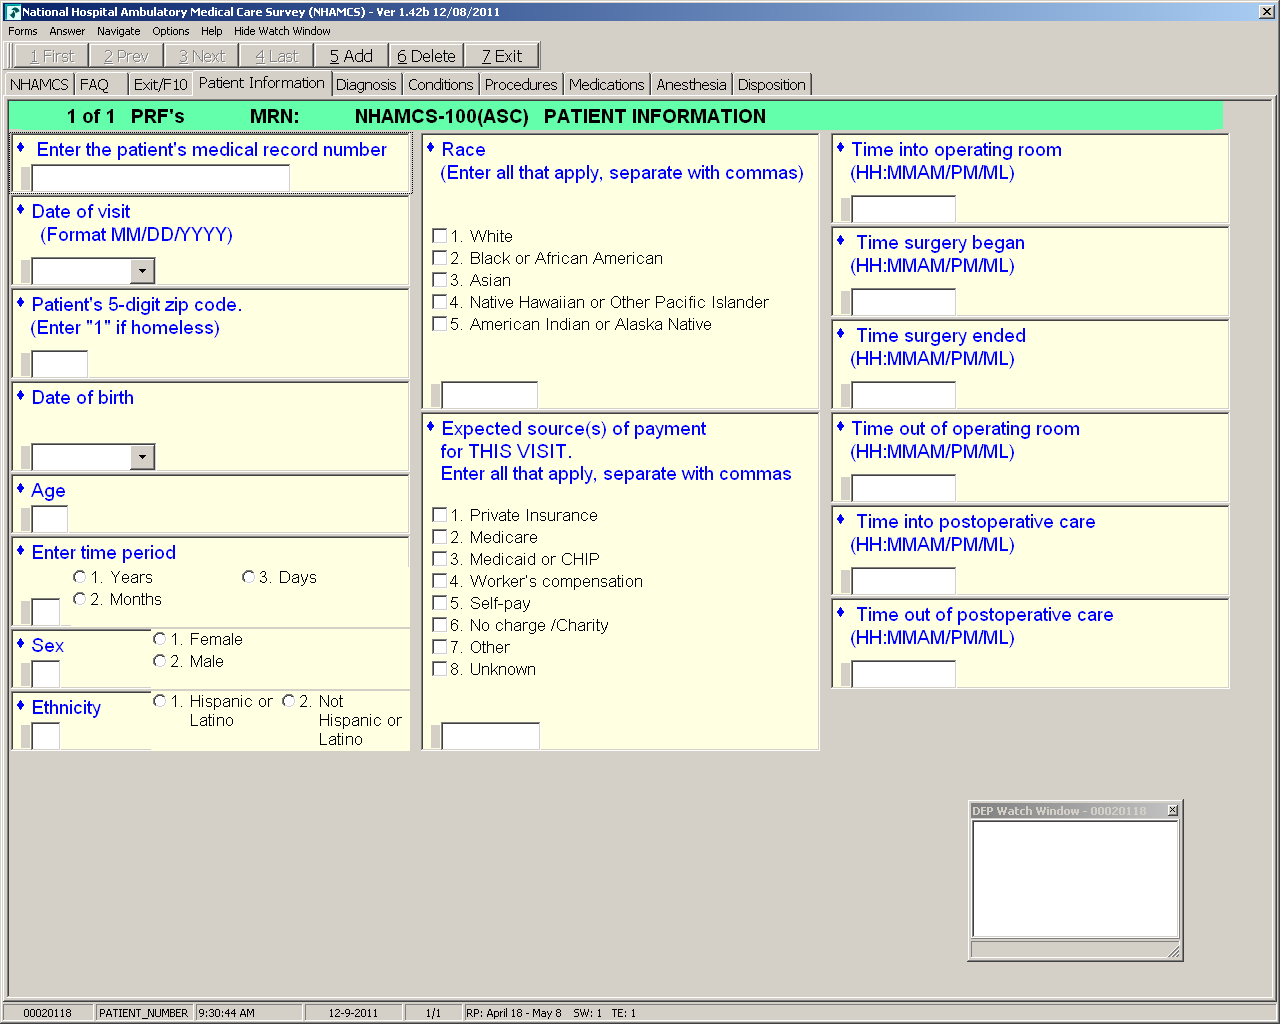 National Hospital Ambulatory Medical Care Survey (NHAMCS) - Ver 1.42b 12/08/2011
Forms Answer Navigate Options Help Hide Watch Window
1 First 2 Prev 3 Next 4 Last 5 Add 6 Delete 7 Exit
NHAMCS FAQ Exit/F10 Patient Information Diagnosis Conditions Procedures Medications Anesthesia Disposition
1 of 1 PRF's MRN: NHAMCS-100(ASC) PATIENT INFORMATION
Enter the patient's medical record number
Date of visit
(Format MM/DD/YYYY)
Patient's 5-digit zip code.
(Enter "1" if homeless)
Date of birth
Age
Enter time period
1. Years
3. Days
2. Months
Sex
1. Female
2. Male
Ethnicity
1. Hispanic or
Latino
2. Not
Hispanic or
Latino
Race
(Enter all that apply, separate with commas)
1. White
2. Black or African American
3. Asian
4. Native Hawaiian or Other Pacific Islander
5. American Indian or Alaska Native
Expected source(s) of payment
for THIS VISIT.
Enter all that apply, separate with commas
1. Private Insurance
2. Medicare
3. Medicaid or CHIP
4. Worker's compensation
5. Self-pay
6. No charge /Charity
7. Other
8. Unknown
Time into operating room
(HH:MMAM/PM/ML)
Time surgery began
(HH:MMAM/PM/ML)
Time surgery ended
(HH:MMAM/PM/ML)
Time out of operating room
(HH:MMAM/PM/ML)
Time into postoperative care
(HH:MMAM/PM/ML)
Time out of postoperative care
(HH:MMAM/PM/ML)
DEP Watch Window - 00020118
00020118 PATIENT_NUMBER 9:30:44 AM 12-9-2011 1/1 RP: April 18 - May 8 SW: 1 TE: 1